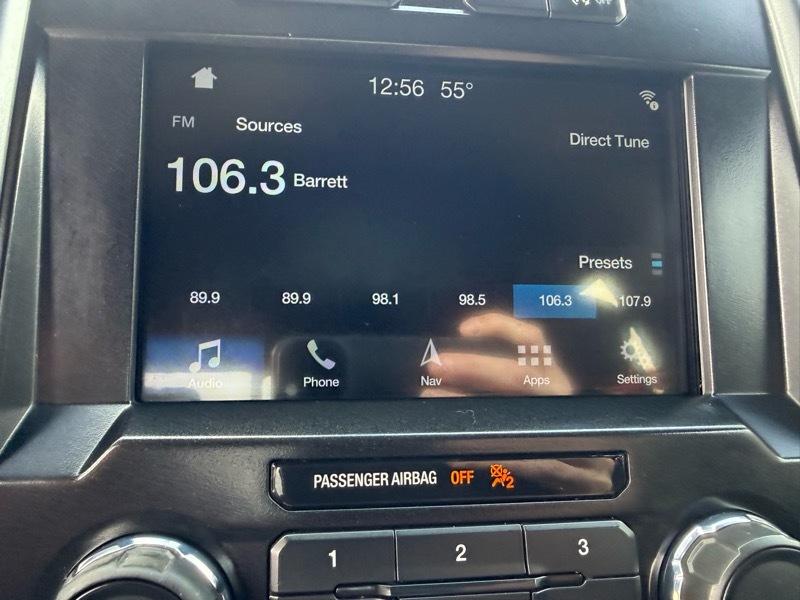 12:56 55°
FM Sources
Direct Tune
106.3 Barrett
Presets
89.9 89.9 98.1 98.5 106.3 107.9
Audio Phone Nav Apps Settings
PASSENGER AIRBAG OFF 2
1 2 3